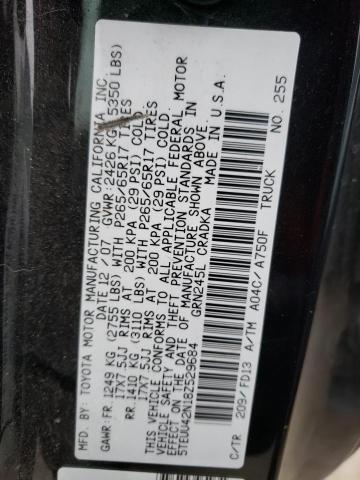 MFD. BY: TOYOTA MOTOR MANUFACTURING CALIFORNIA, INC
DATE 12 / 07 GVWR: 2426 KG ( 5350 LBS)
GAWR: FR. 1249 KG (2755 LBS) WITH P265/65R17 TIRES
17X7.5JJ RIMS AT 200 KPA (29 PSI) COLD
RR. 1410 KG (3110 LBS) WITH P265/65R17 TIRES
17X7.5JJ RIMS AT 200 KPA (29 PSI) COLD
THIS VEHICLE CONFORMS TO ALL APPLICABLE FEDERAL MOTOR
VEHICLE SAFETY AND THEFT PREVENTION STANDARDS IN
EFFECT ON THE DATE OF MANUFACTURE SHOWN ABOVE
5TEUU42N18Z529684 GRN245L CRADKA MADE IN U.S.A.
C/TR 209/FD13 A/TM A04C/A750F TRUCK
NO. 255